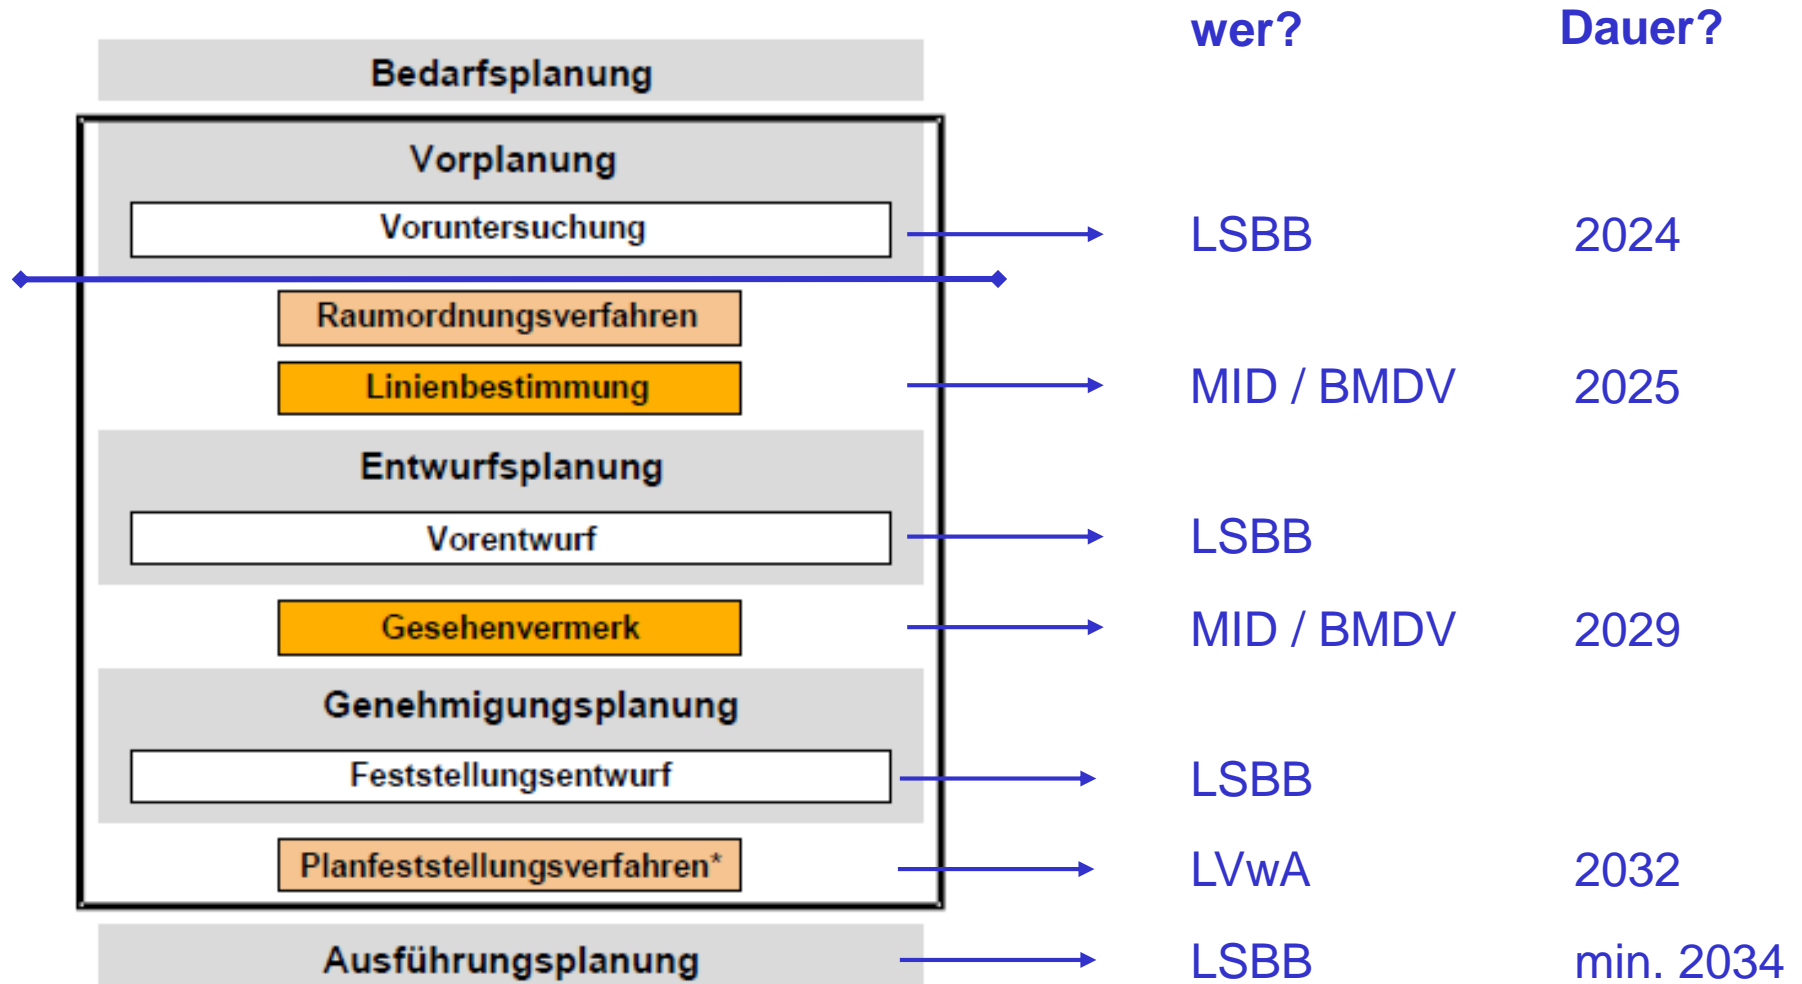 wer? Dauer?
Bedarfsplanung
Vorplanung
Voruntersuchung LSBB 2024
Raumordnungsverfahren
Linienbestimmung MID / BMDV 2025
Entwurfsplanung
Vorentwurf LSBB
Gesehenvermerk MID / BMDV 2029
Genehmigungsplanung
Feststellungsentwurf LSBB
Planfeststellungsverfahren* LVwA 2032
Ausführungsplanung LSBB min. 2034